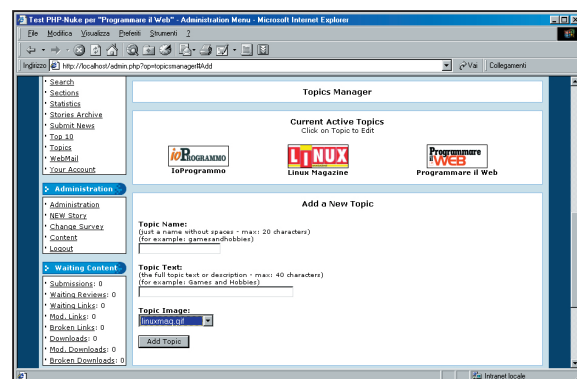 Test PHP-Nuke per "Programmare il Web" - Administration Menu - Microsoft Internet Explorer
File Modifica Visualizza Preferiti Strumenti ?
Indirizzo http://localhost/admin.php?op=topicsmanager#Add Vai Collegamenti
• Search
• Sections
• Statistics
• Stories Archive
• Submit News
• Top 10
• Topics
• WebMail
• Your Account
Administration
• Administration
• NEW Story
• Change Survey
• Content
• Logout
Waiting Content
• Submissions: 0
• Waiting Reviews: 0
• Waiting Links: 0
• Mod. Links: 0
• Broken Links: 0
• Downloads: 0
• Mod. Downloads: 0
• Broken Downloads: 0
Topics Manager
Current Active Topics
Click on Topic to Edit
ioPROGRAMMO
LINUX
Programmare il WEB
IoProgrammo
Linux Magazine
Programmare il Web
Add a New Topic
Topic Name:
(just a name without spaces - max: 20 characters)
(for example: gamesandhobbies)
Topic Text:
(the full topic text or description - max: 40 characters)
(for example: Games and Hobbies)
Topic Image:
linuxmag.gif
Add Topic
Intranet locale